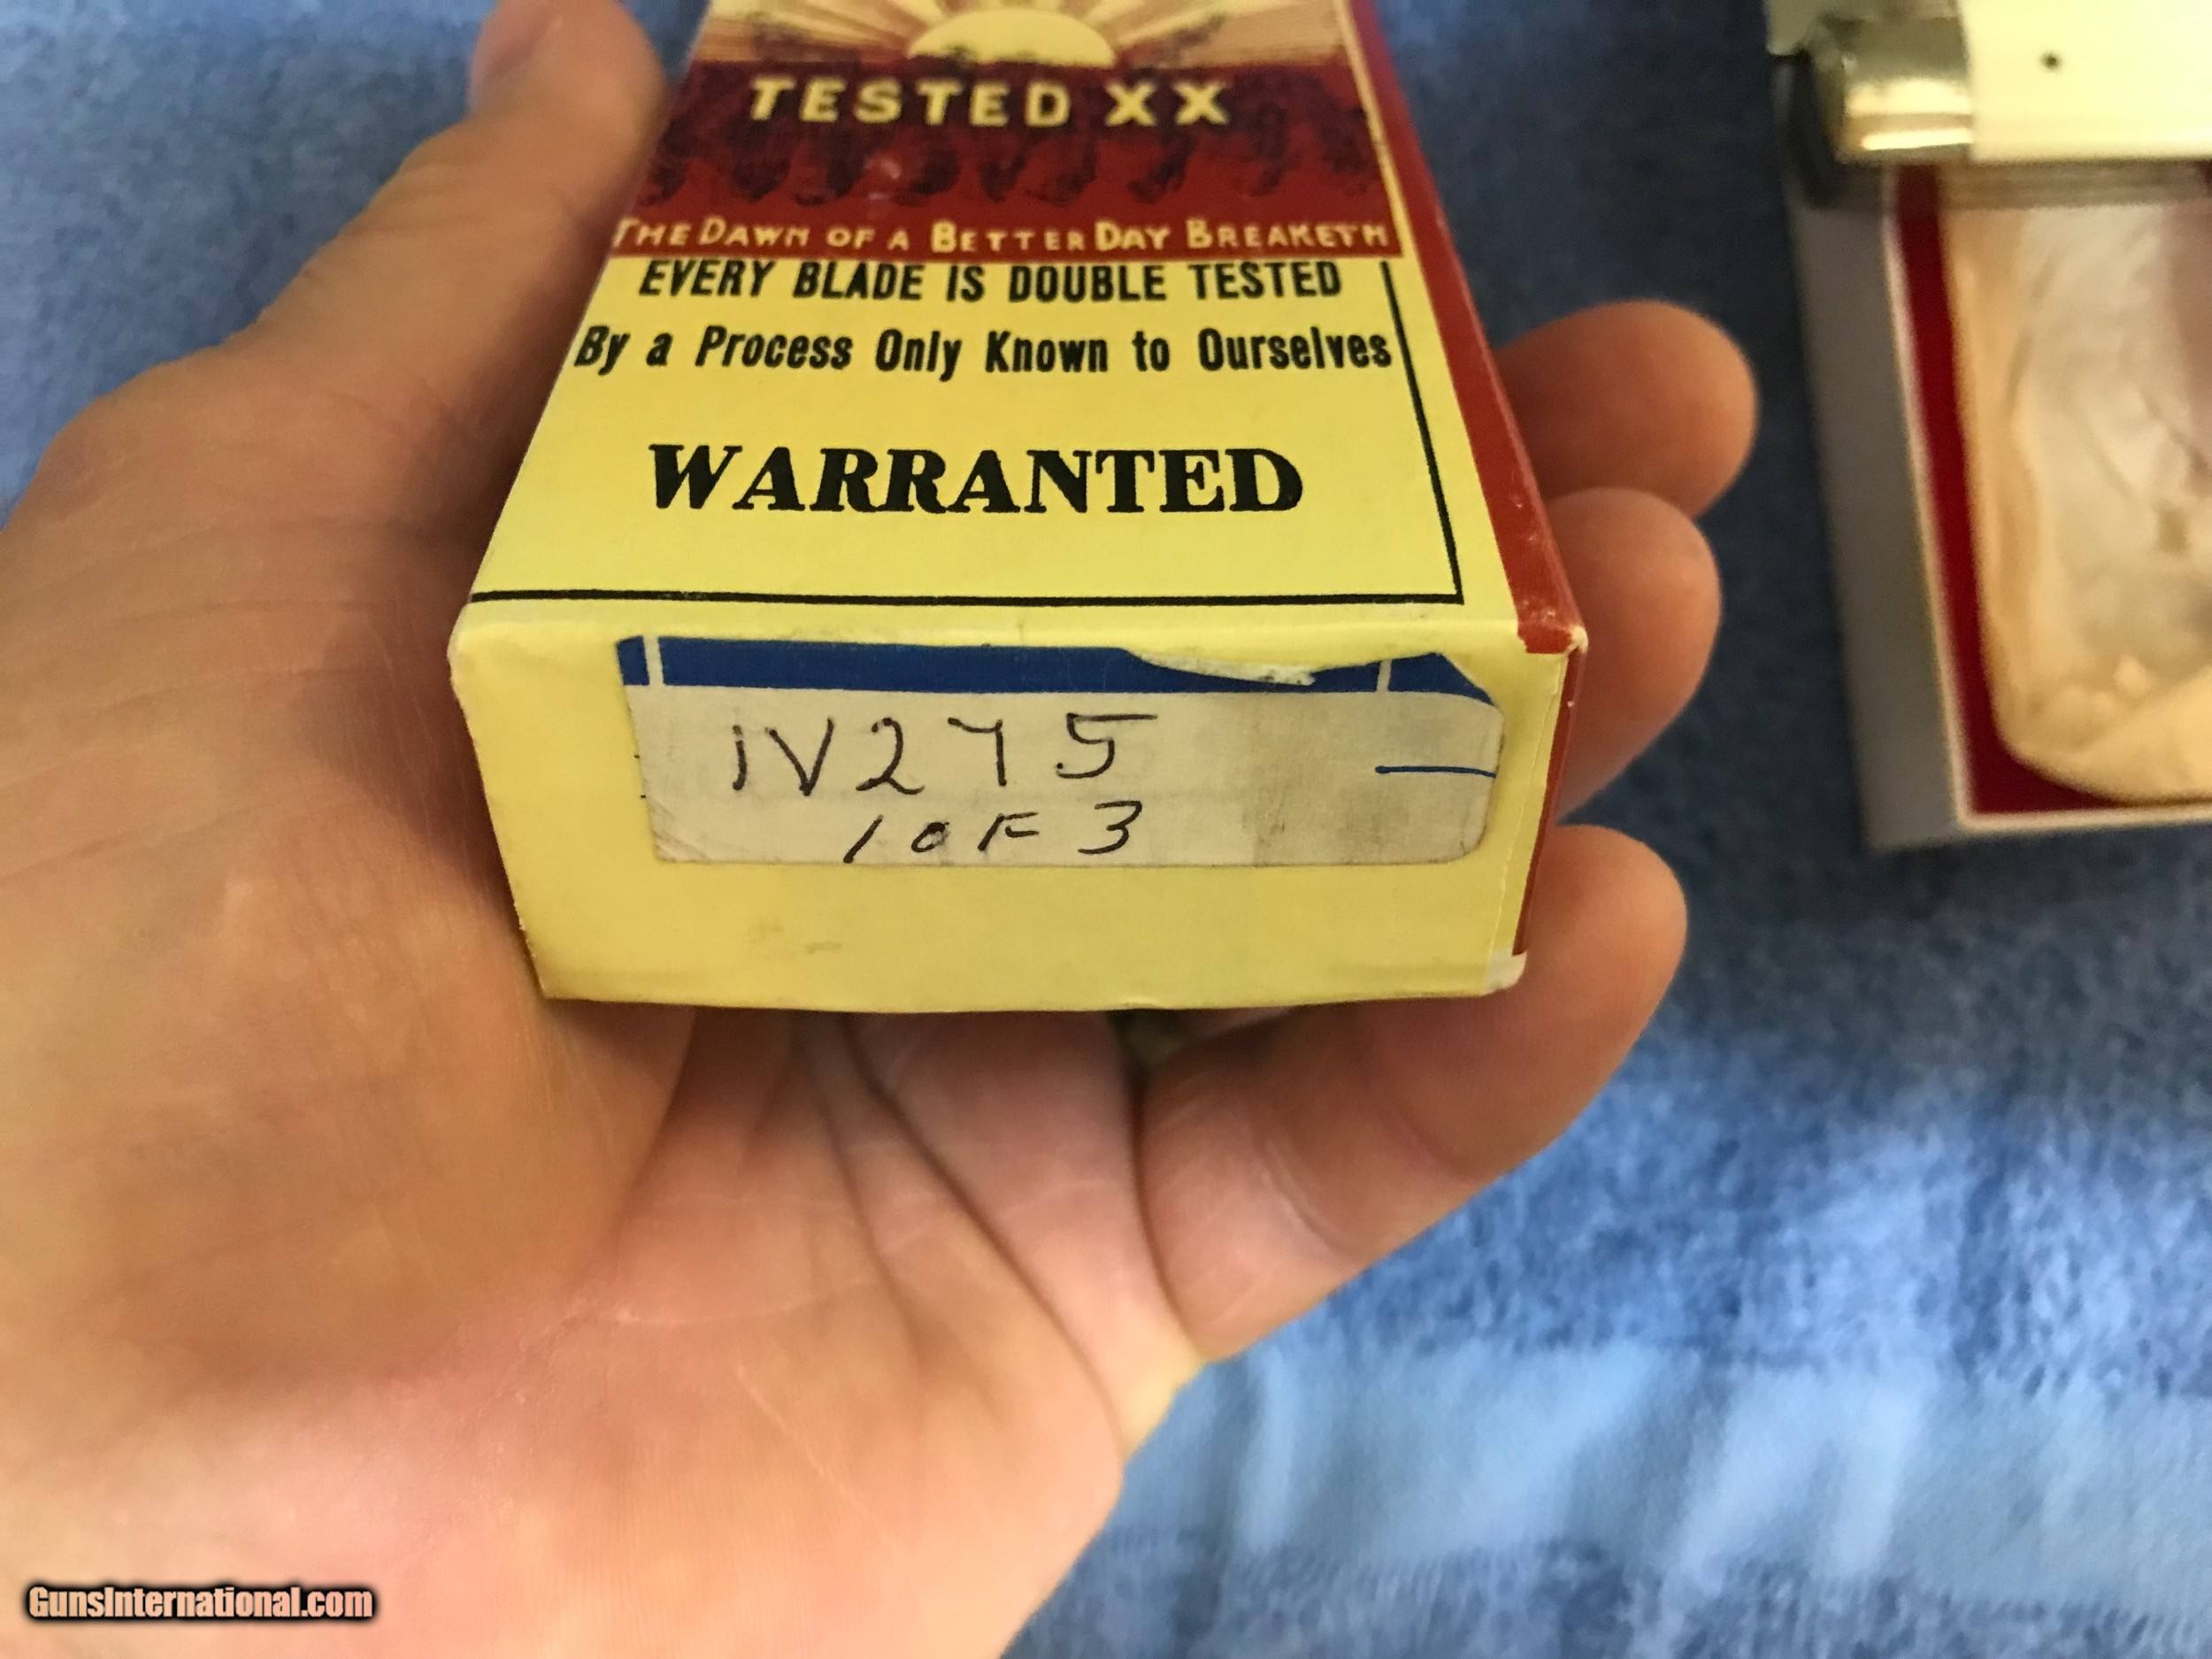 TESTED XX
THE DAWN OF A BETTER DAY BREAKETH
EVERY BLADE IS DOUBLE TESTED
By a Process Only Known to Ourselves
WARRANTED
IV275
1 OF 3
GunsInternational.com